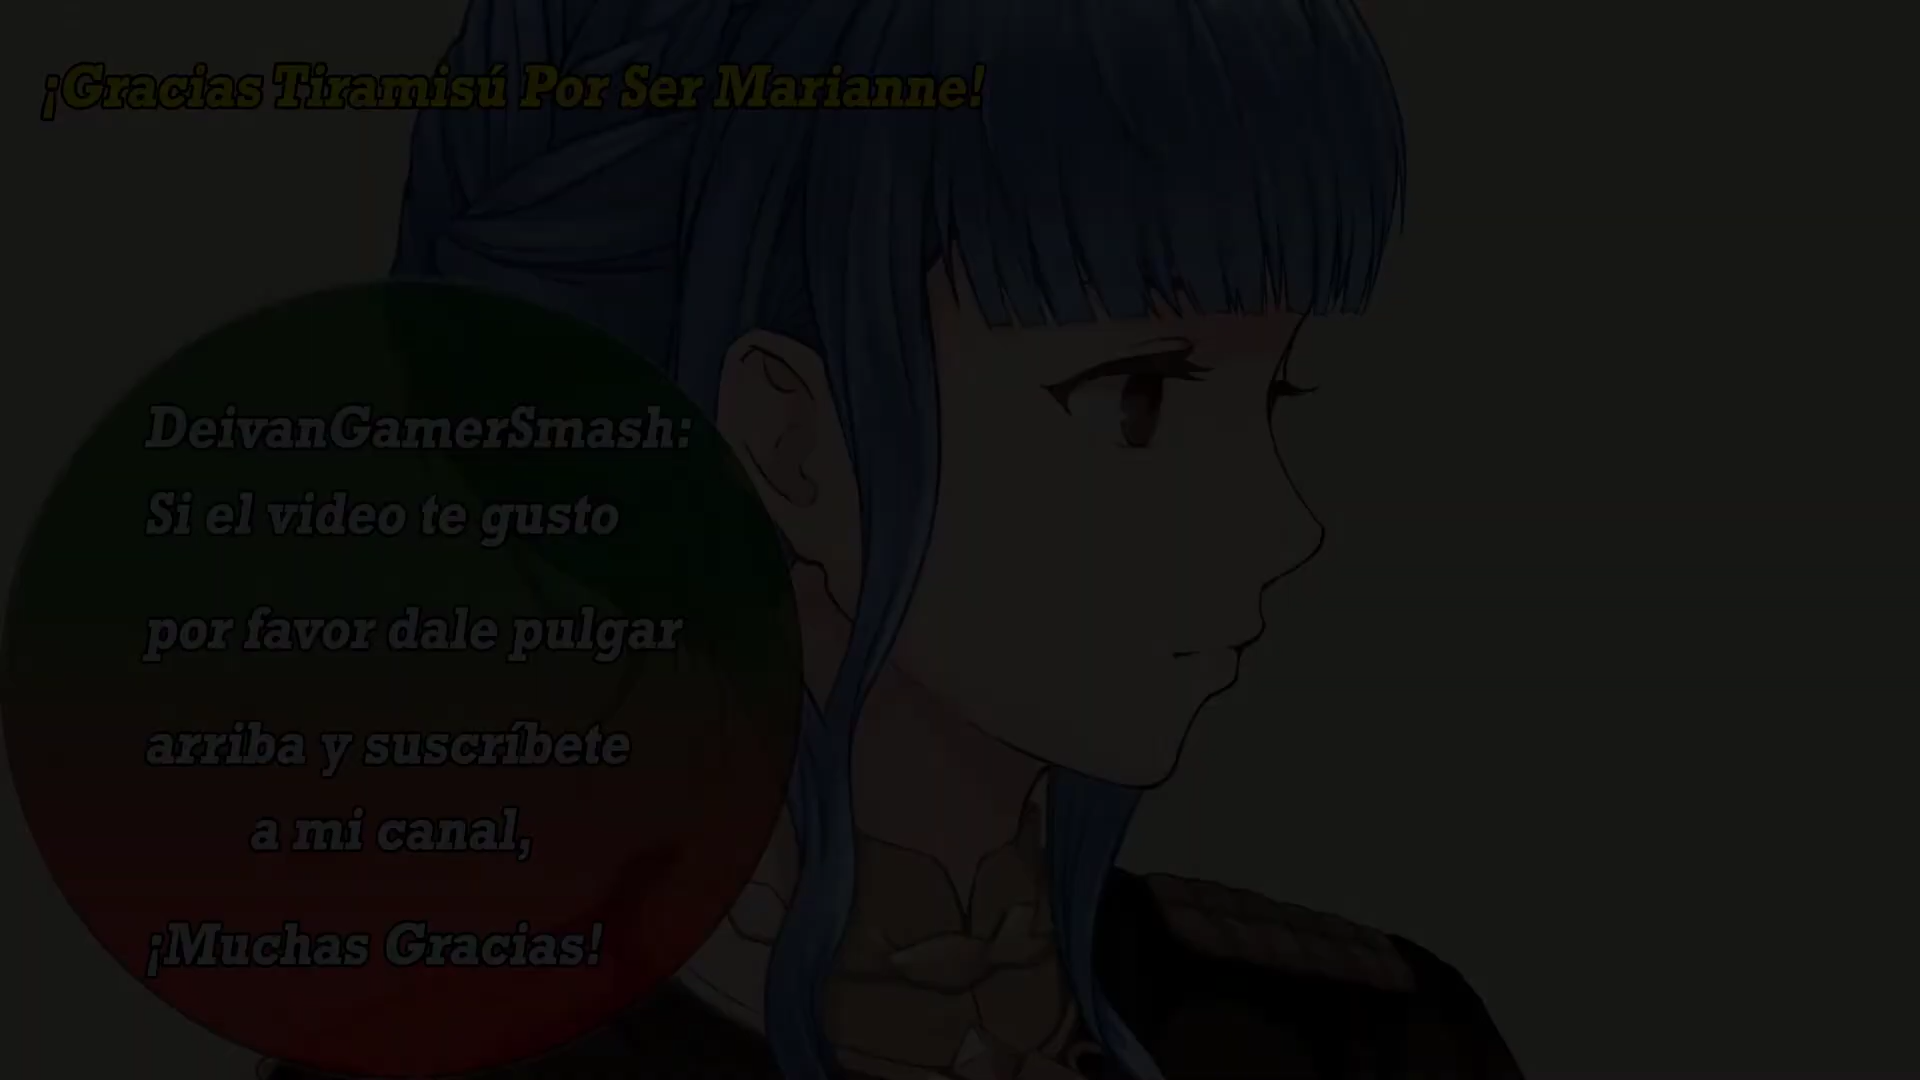 ¡Gracias Tiramisú Por Ser Marianne!
DeivanGamerSmash:
Si el video te gusto
por favor dale pulgar
arriba y suscríbete
a mi canal,
¡Muchas Gracias!